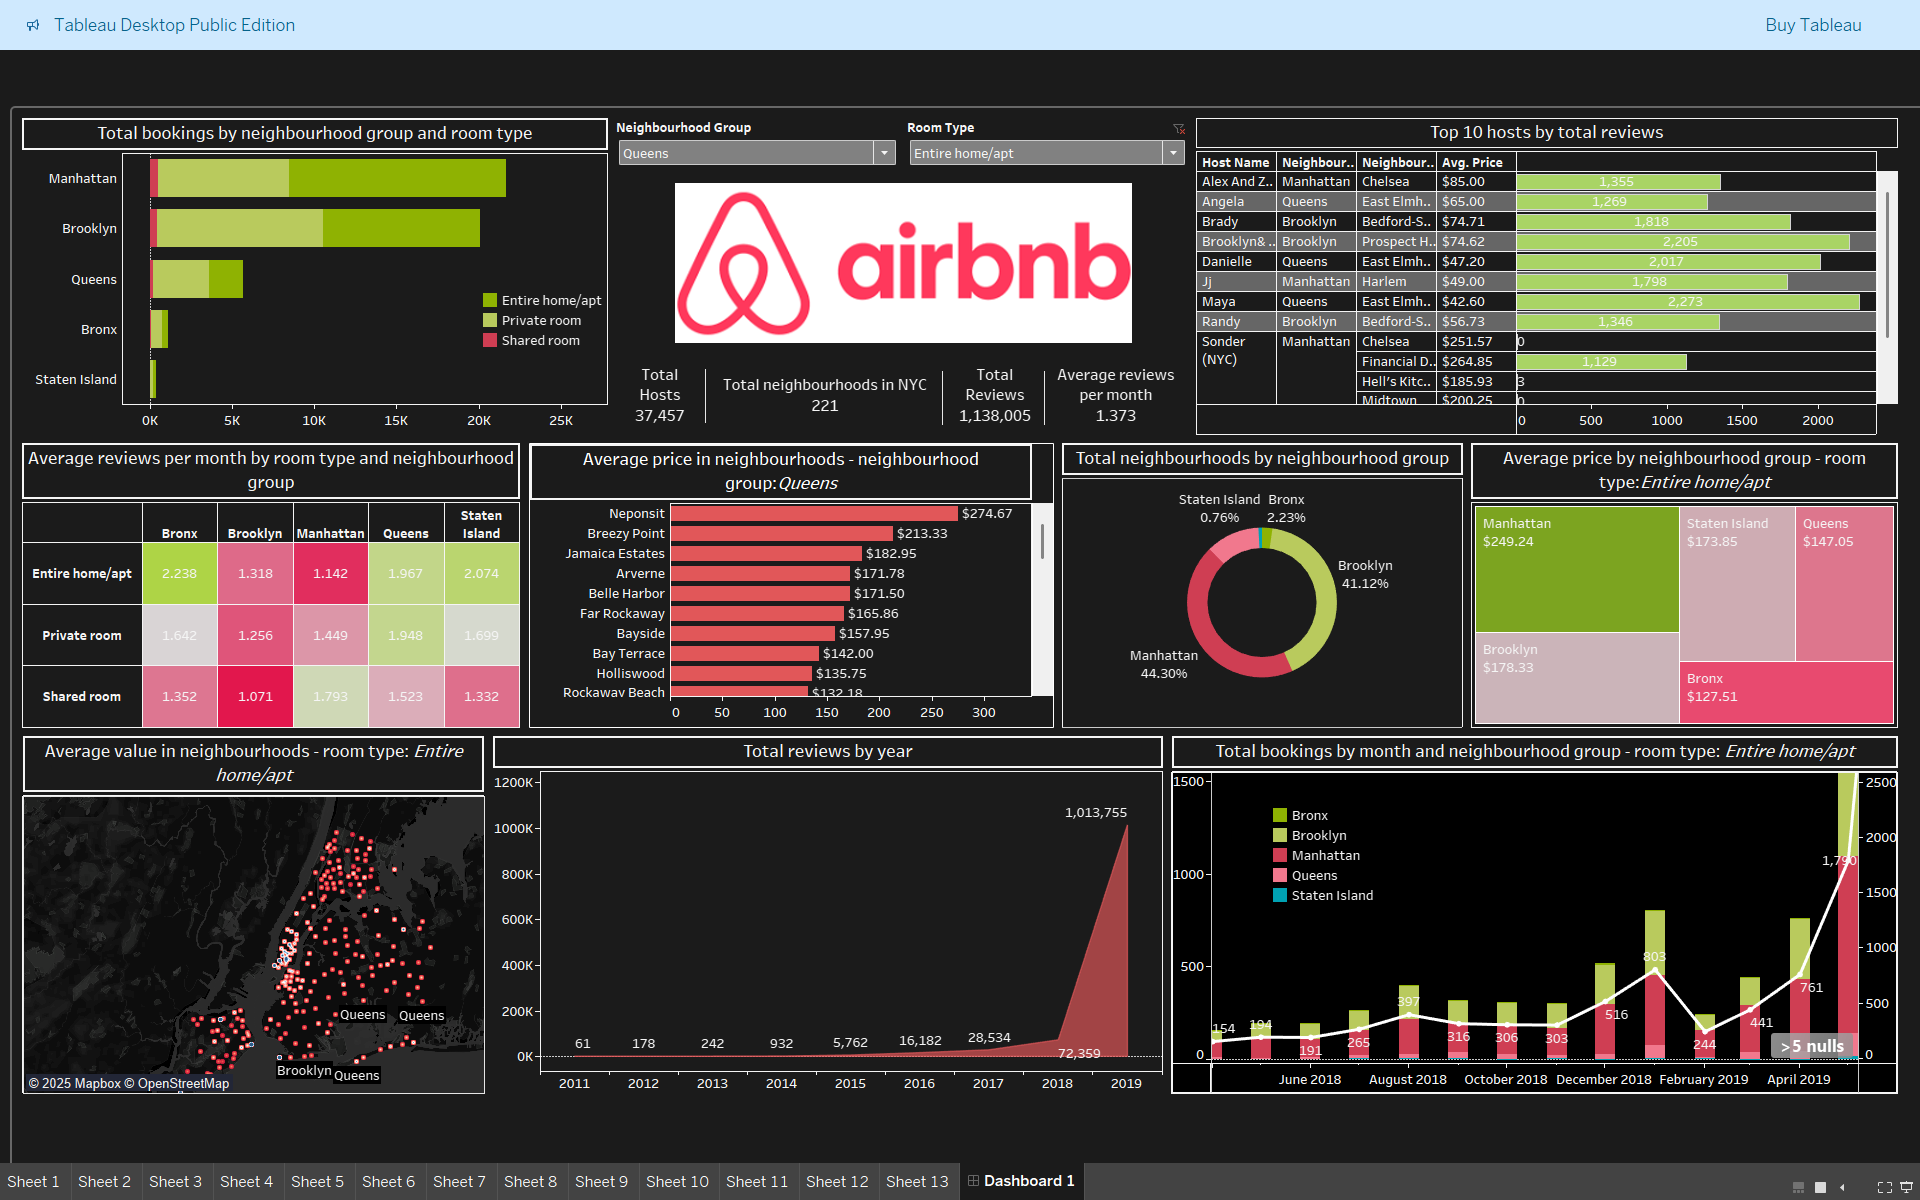 Tableau Desktop Public Edition
Buy Tableau
Total bookings by neighbourhood group and room type
Manhattan
Brooklyn
Queens
Bronx
Staten Island
Entire home/apt
Private room
Shared room
0K 5K 10K 15K 20K 25K
Neighbourhood Group
Queens
Room Type
Entire home/apt
airbnb
Total Hosts
37,457
Total neighbourhoods in NYC
221
Total Reviews
1,138,005
Average reviews per month
1.373
Top 10 hosts by total reviews
Host Name Neighbour.. Neighbour.. Avg. Price
Alex And Z.. Manhattan Chelsea $85.00 1,355
Angela Queens East Elmh.. $65.00 1,269
Brady Brooklyn Bedford-S.. $74.71 1,818
Brooklyn& .. Brooklyn Prospect H.. $74.62 2,205
Danielle Queens East Elmh.. $47.20 2,017
Jj Manhattan Harlem $49.00 1,798
Maya Queens East Elmh.. $42.60 2,273
Randy Brooklyn Bedford-S.. $56.73 1,346
Sonder (NYC) Manhattan Chelsea $251.57 0
Financial D.. $264.85 1,129
Hell's Kitc.. $185.93 3
Midtown $200.25 0
0 500 1000 1500 2000
Average reviews per month by room type and neighbourhood
group
Bronx Brooklyn Manhattan Queens Staten Island
Entire home/apt 2.238 1.318 1.142 1.967 2.074
Private room 1.642 1.256 1.449 1.948 1.699
Shared room 1.352 1.071 1.793 1.523 1.332
Average price in neighbourhoods - neighbourhood
group:Queens
Neponsit $274.67
Breezy Point $213.33
Jamaica Estates $182.95
Arverne $171.78
Belle Harbor $171.50
Far Rockaway $165.86
Bayside $157.95
Bay Terrace $142.00
Holliswood $135.75
Rockaway Beach $132.18
0 50 100 150 200 250 300
Total neighbourhoods by neighbourhood group
Staten Island
0.76%
Bronx
2.23%
Brooklyn
41.12%
Manhattan
44.30%
Average price by neighbourhood group - room
type:Entire home/apt
Manhattan
$249.24
Staten Island
$173.85
Queens
$147.05
Brooklyn
$178.33
Bronx
$127.51
Average value in neighbourhoods - room type: Entire
home/apt
Queens
Queens
Brooklyn
Queens
© 2025 Mapbox © OpenStreetMap
Total reviews by year
1200K
1000K
800K
600K
400K
200K
0K
61 178 242 932 5,762 16,182 28,534 72,359 1,013,755
2011 2012 2013 2014 2015 2016 2017 2018 2019
Total bookings by month and neighbourhood group - room type: Entire home/apt
1500
1000
500
0
Bronx
Brooklyn
Manhattan
Queens
Staten Island
154 194 191 265 397 316 306 303 516 803 244 441 761 1,790
>5 nulls
2500
2000
1500
1000
500
0
June 2018 August 2018 October 2018 December 2018 February 2019 April 2019
Sheet 1 Sheet 2 Sheet 3 Sheet 4 Sheet 5 Sheet 6 Sheet 7 Sheet 8 Sheet 9 Sheet 10 Sheet 11 Sheet 12 Sheet 13 Dashboard 1